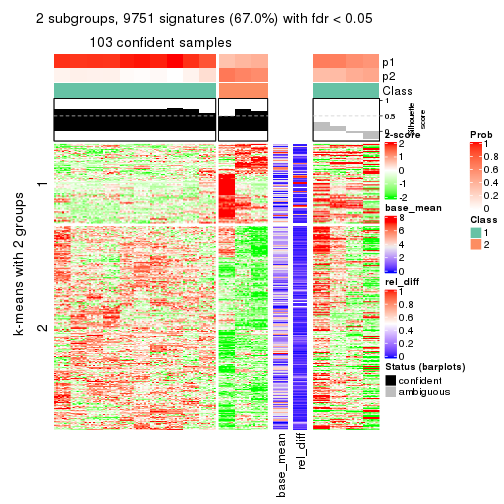 2 subgroups, 9751 signatures (67.0%) with fdr < 0.05
103 confident samples
p1
p2
Class
1
0.5
0
Silhouette
score
k-means with 2 groups
1
2
base_mean
rel_diff
z-score
2
1
0
-1
-2
base_mean
8
6
4
2
0
rel_diff
1
0.8
0.6
0.4
0.2
0
Status (barplots)
confident
ambiguous
Prob
1
0.8
0.6
0.4
0.2
0
Class
1
2